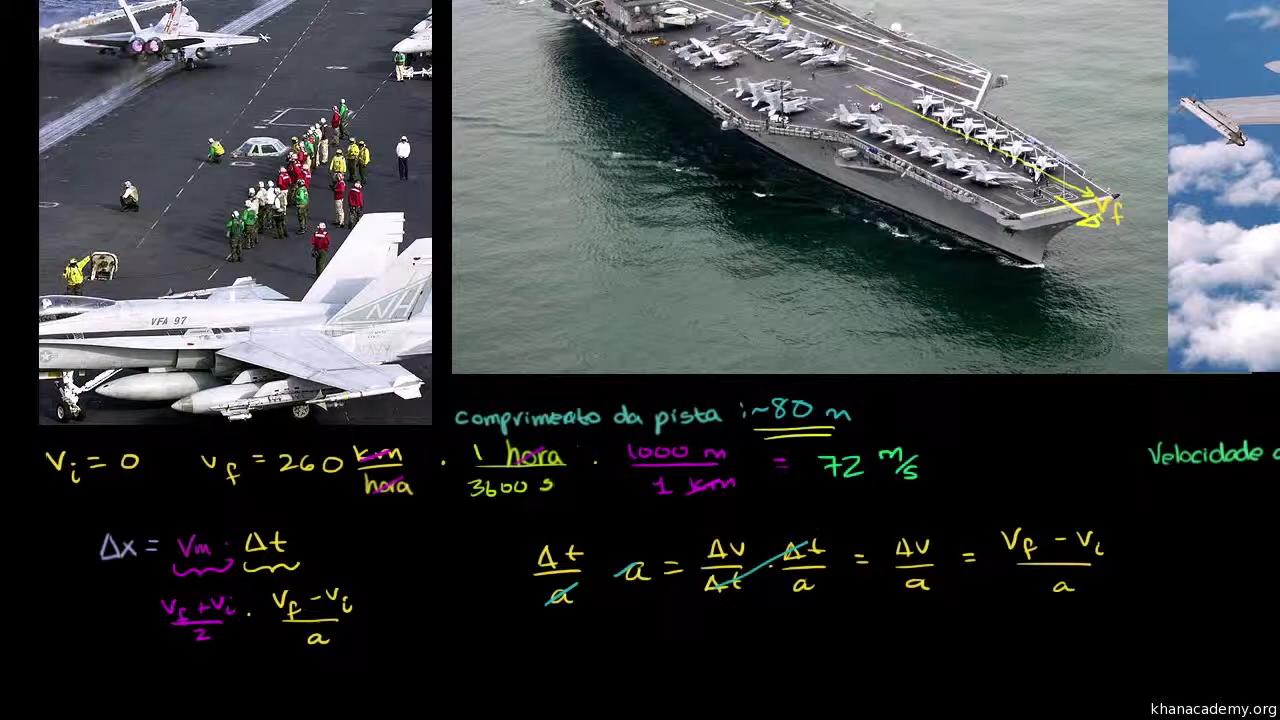 VFA 97
NH
NAVY
Vf
comprimento da pista : ~80 m
Vi = 0 Vf = 260 km/hora · 1 hora/3600 s · 1000 m/1 km = 72 m/s
Velocidade
Δx = Vm · Δt
(Vf + Vi)/2 · (Vf - Vi)/a
Δt/a · a = Δv/Δt · Δt/a = Δv/a = (Vf - Vi)/a
khanacademy.org